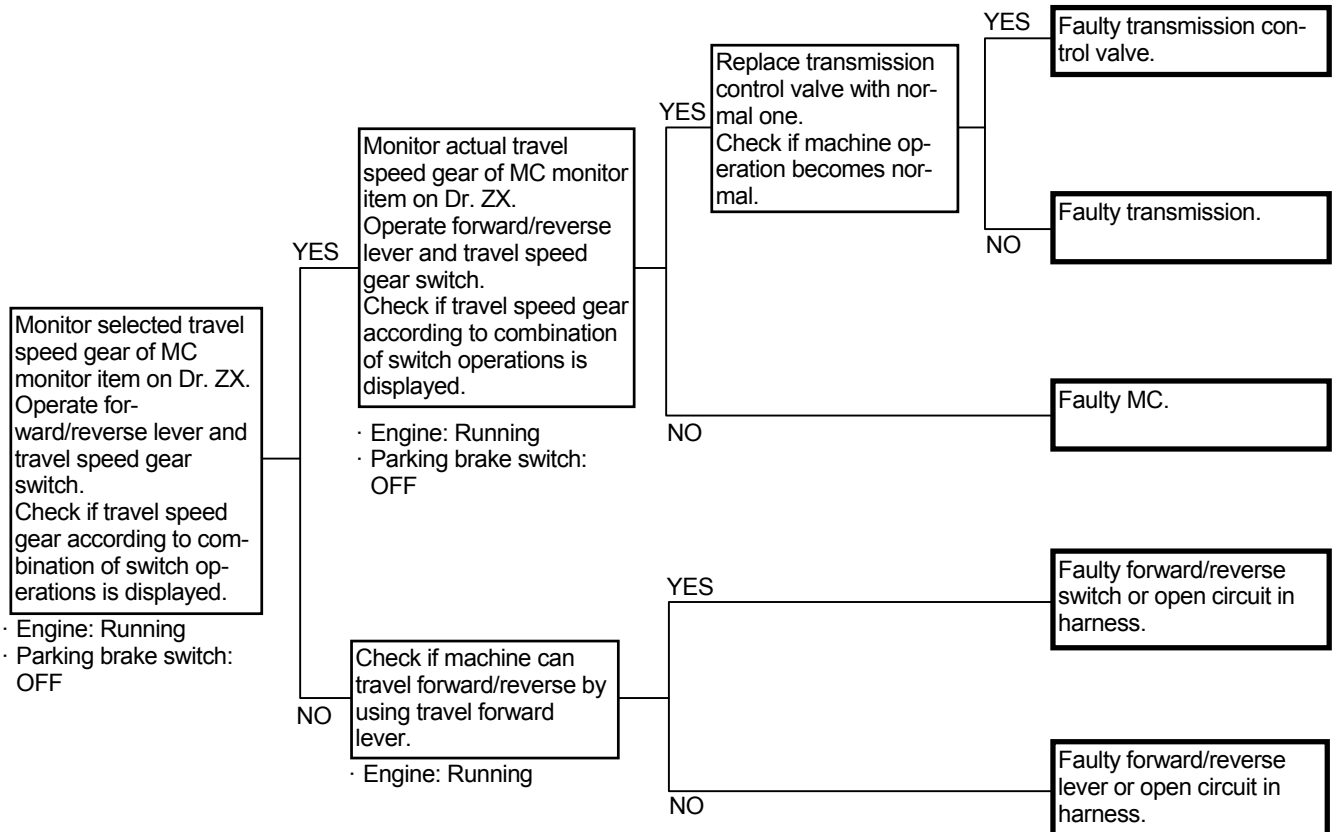 Monitor selected travel
speed gear of MC
monitor item on Dr. ZX.
Operate for-
ward/reverse lever and
travel speed gear
switch.
Check if travel speed
gear according to com-
bination of switch op-
erations is displayed.
· Engine: Running
· Parking brake switch:
OFF
YES
Monitor actual travel
speed gear of MC monitor
item on Dr. ZX.
Operate forward/reverse
lever and travel speed
gear switch.
Check if travel speed gear
according to combination
of switch operations is
displayed.
· Engine: Running
· Parking brake switch:
OFF
YES
Replace transmission
control valve with nor-
mal one.
Check if machine op-
eration becomes nor-
mal.
YES
Faulty transmission con-
trol valve.
NO
Faulty transmission.
NO
Faulty MC.
NO
Check if machine can
travel forward/reverse by
using travel forward
lever.
· Engine: Running
YES
Faulty forward/reverse
switch or open circuit in
harness.
NO
Faulty forward/reverse
lever or open circuit in
harness.